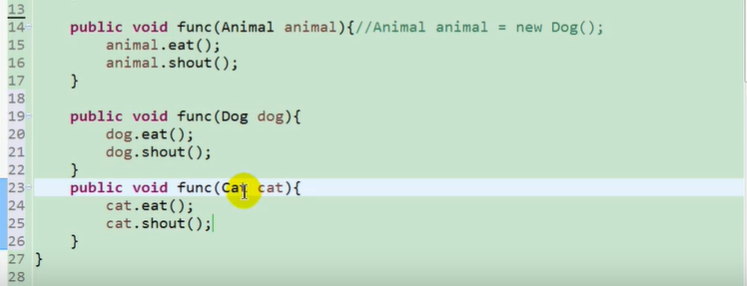 13
14 public void func(Animal animal){//Animal animal = new Dog();
15 animal.eat();
16 animal.shout();
17 }
18
19 public void func(Dog dog){
20 dog.eat();
21 dog.shout();
22 }
23 public void func(Cat cat){
24 cat.eat();
25 cat.shout();
26 }
27 }
28